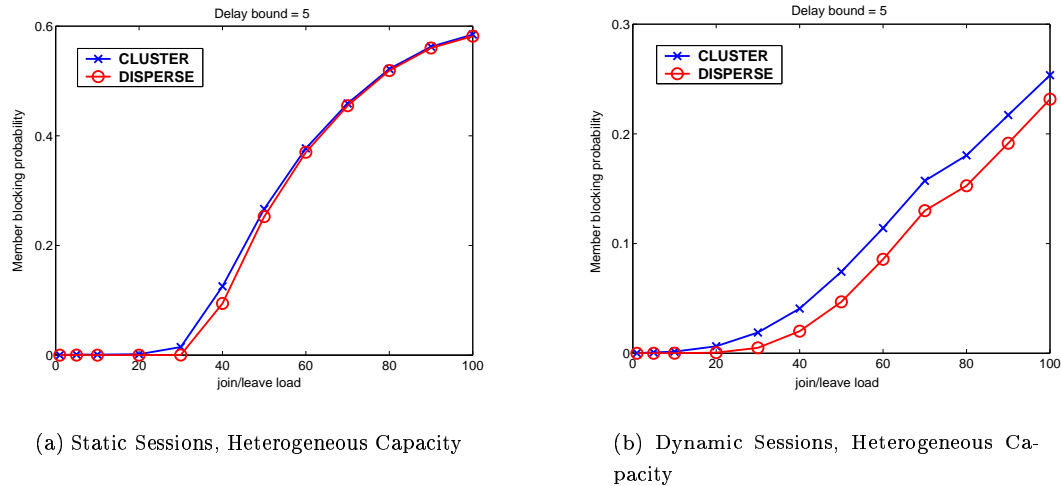 Delay bound = 5
0.6
0.4
0.2
0
Member blocking probability
CLUSTER
DISPERSE
0 20 40 60 80 100
join/leave load
(a) Static Sessions, Heterogeneous Capacity
Delay bound = 5
0.3
0.2
0.1
0
Member blocking probability
CLUSTER
DISPERSE
0 20 40 60 80 100
join/leave load
(b) Dynamic Sessions, Heterogeneous Ca-
pacity